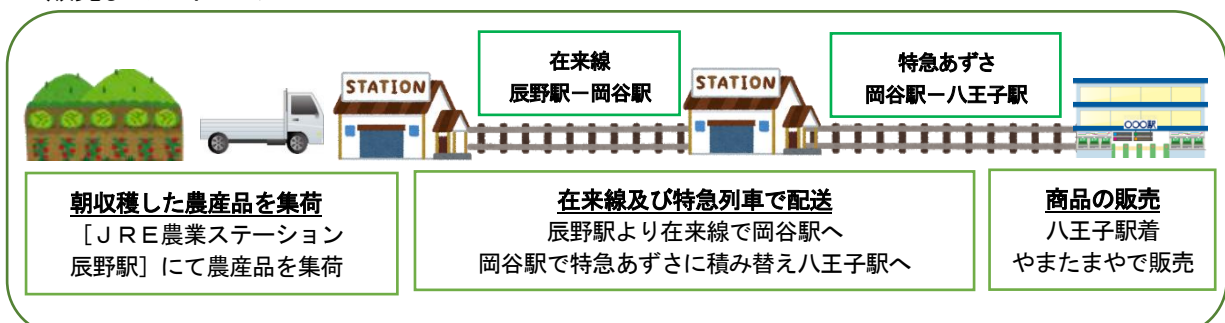 在来線
辰野駅－岡谷駅
特急あずさ
岡谷駅－八王子駅
STATION
STATION
○○○駅
朝収穫した農産品を集荷
［ＪＲＥ農業ステーション
辰野駅］にて農産品を集荷
在来線及び特急列車で配送
辰野駅より在来線で岡谷駅へ
岡谷駅で特急あずさに積み替え八王子駅へ
商品の販売
八王子駅着
やまたまやで販売